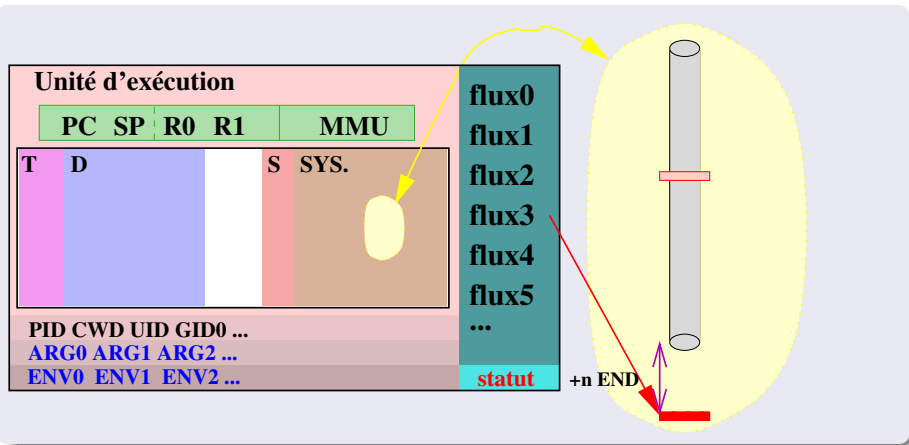 Unité d'exécution
PC SP R0 R1 MMU
T D S SYS.
PID CWD UID GID0 ...
ARG0 ARG1 ARG2 ...
ENV0 ENV1 ENV2 ...
flux0
flux1
flux2
flux3
flux4
flux5
...
statut
+n END